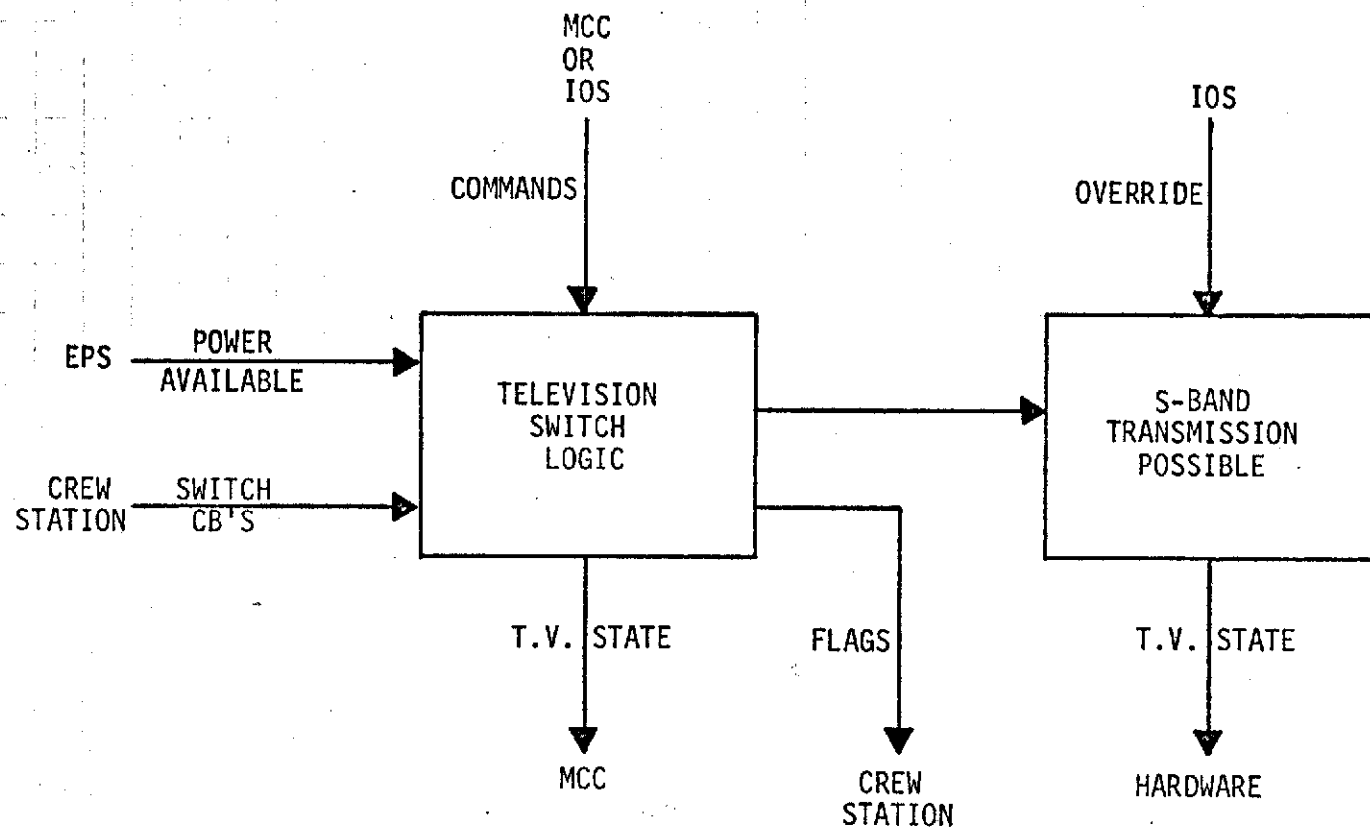 MCC
OR
IOS
IOS
COMMANDS
OVERRIDE
EPS
POWER
AVAILABLE
TELEVISION
SWITCH
LOGIC
S-BAND
TRANSMISSION
POSSIBLE
CREW
STATION
SWITCH
CB'S
T.V. STATE
FLAGS
T.V. STATE
MCC
CREW
STATION
HARDWARE